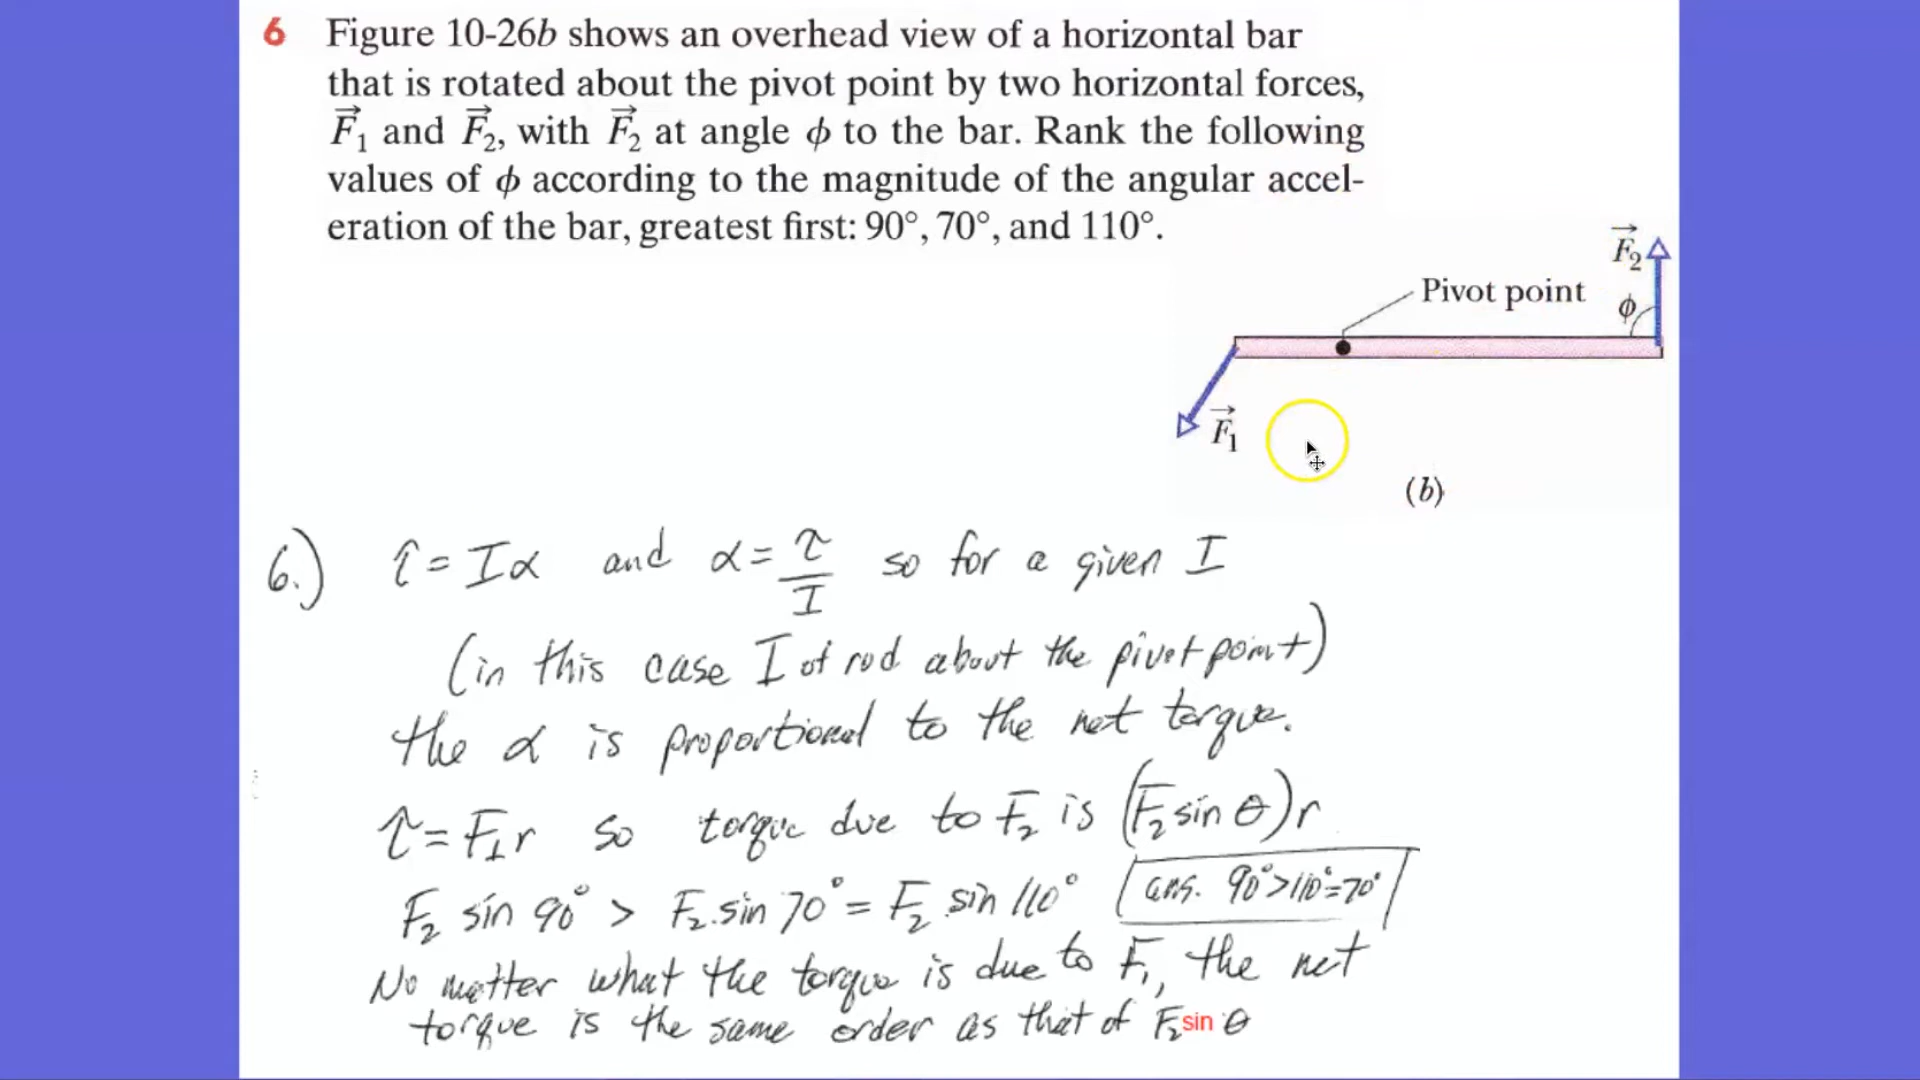 6 Figure 10-26b shows an overhead view of a horizontal bar
that is rotated about the pivot point by two horizontal forces,
F⃗₁ and F⃗₂, with F⃗₂ at angle ϕ to the bar. Rank the following
values of ϕ according to the magnitude of the angular accel-
eration of the bar, greatest first: 90°, 70°, and 110°.
F⃗₂
Pivot point
ϕ
F⃗₁
(b)
6.) τ = Iα and α = τ/I so for a given I
(in this case I of rod about the pivot point)
the α is proportional to the net torque.
τ = F⊥r so torque due to F₂ is (F₂ sin θ)r
F₂ sin 90° > F₂ sin 70° = F₂ sin 110° ans. 90° > 110° = 70°
No matter what the torque is due to F₁, the net
torque is the same order as that of F₂ sin θ